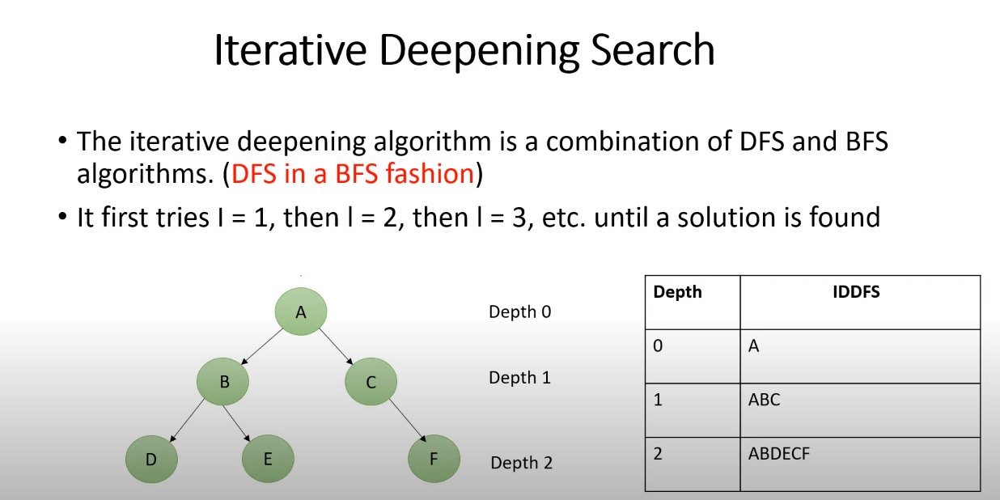 Iterative Deepening Search
• The iterative deepening algorithm is a combination of DFS and BFS
algorithms. (DFS in a BFS fashion)
• It first tries I = 1, then l = 2, then l = 3, etc. until a solution is found
A
B
C
D
E
F
Depth 0
Depth 1
Depth 2
Depth IDDFS
0 A
1 ABC
2 ABDECF